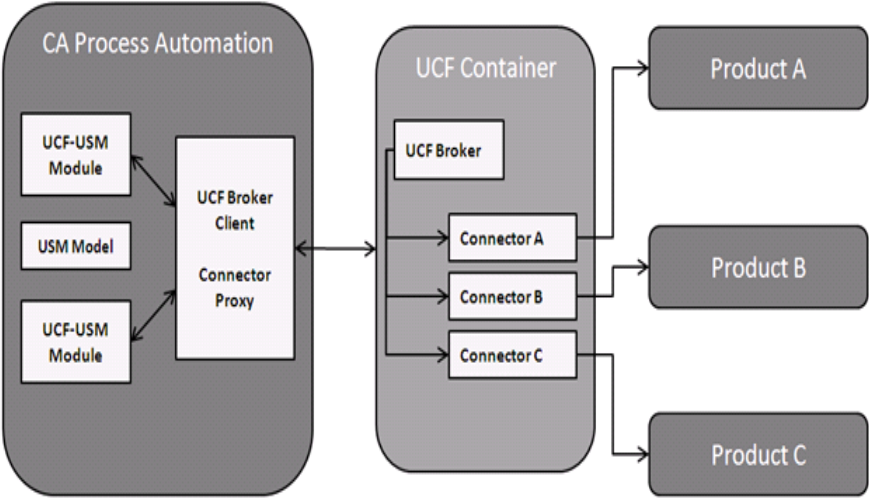 CA Process Automation
UCF-USM
Module
USM Model
UCF-USM
Module
UCF Broker
Client
Connector
Proxy
UCF Container
UCF Broker
Connector A
Connector B
Connector C
Product A
Product B
Product C